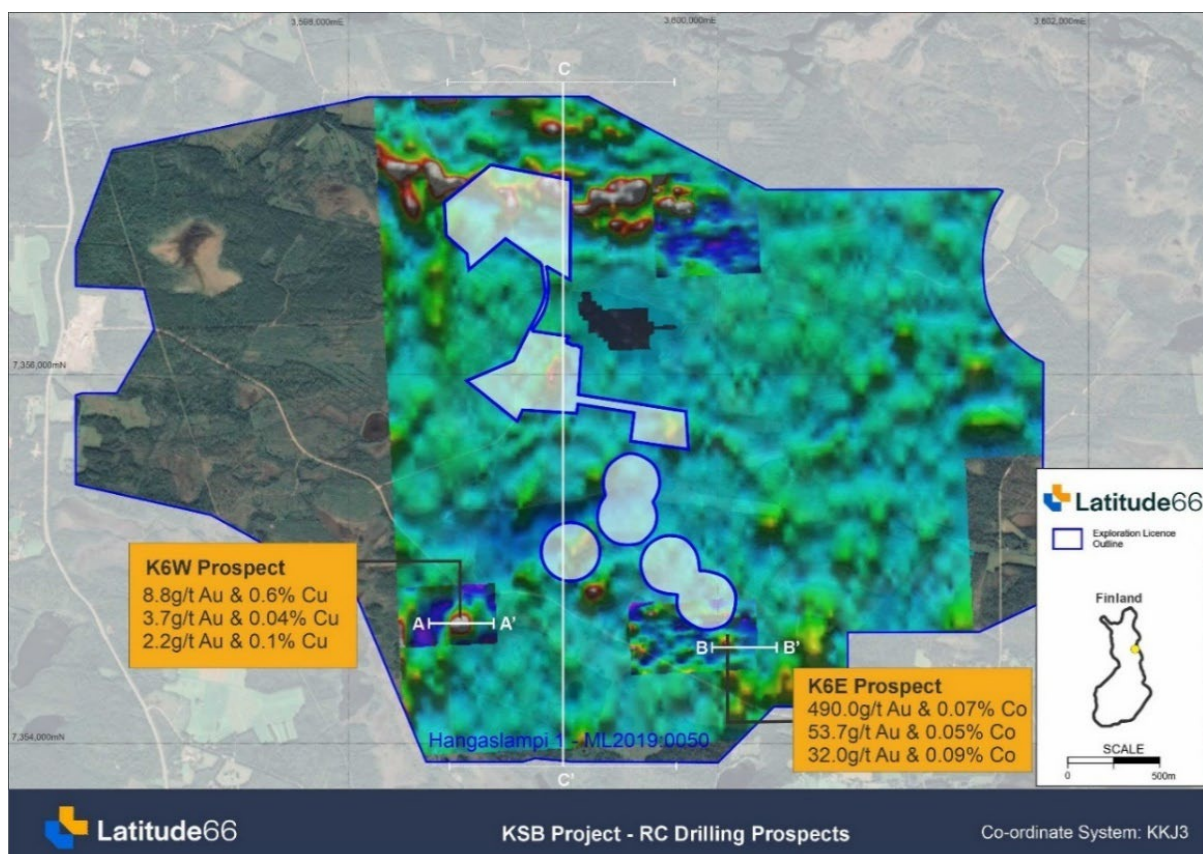 3,598,000mE
3,600,000mE
3,602,000mE
C
7,356,000mN
K6W Prospect
8.8g/t Au & 0.6% Cu
3.7g/t Au & 0.04% Cu
2.2g/t Au & 0.1% Cu
A
A'
B
B'
K6E Prospect
490.0g/t Au & 0.07% Co
53.7g/t Au & 0.05% Co
32.0g/t Au & 0.09% Co
7,354,000mN
Hangaslampi 1 - ML2019:0050
C'
Latitude66
Exploration Licence
Outline
Finland
SCALE
0
500m
Latitude66
KSB Project - RC Drilling Prospects
Co-ordinate System: KKJ3